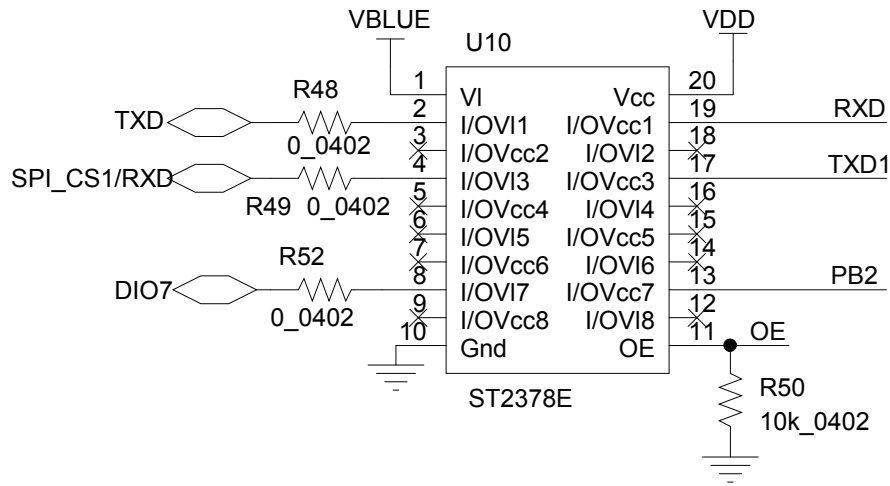 VBLUE
VDD
U10
R48
1
VI
Vcc
20
TXD
2
I/OVI1
I/OVcc1
19
RXD
0_0402
3
I/OVcc2
I/OVI2
18
SPI_CS1/RXD
4
I/OVI3
I/OVcc3
17
TXD1
R49
0_0402
5
I/OVcc4
I/OVI4
16
6
I/OVI5
I/OVcc5
15
R52
7
I/OVcc6
I/OVI6
14
DIO7
8
I/OVI7
I/OVcc7
13
PB2
0_0402
9
I/OVcc8
I/OVI8
12
10
Gnd
OE
11
OE
ST2378E
R50
10k_0402